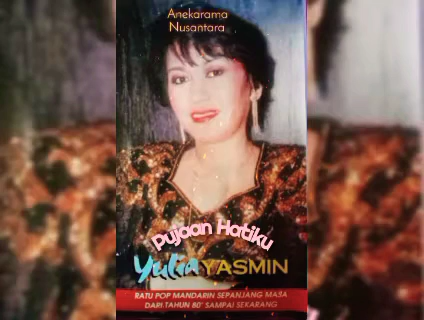 Anekarama
Nusantara
Pujaan Hatiku
Yulia YASMIN
RATU POP MANDARIN SEPANJANG MASA
DARI TAHUN 80" SAMPAI SEKARANG